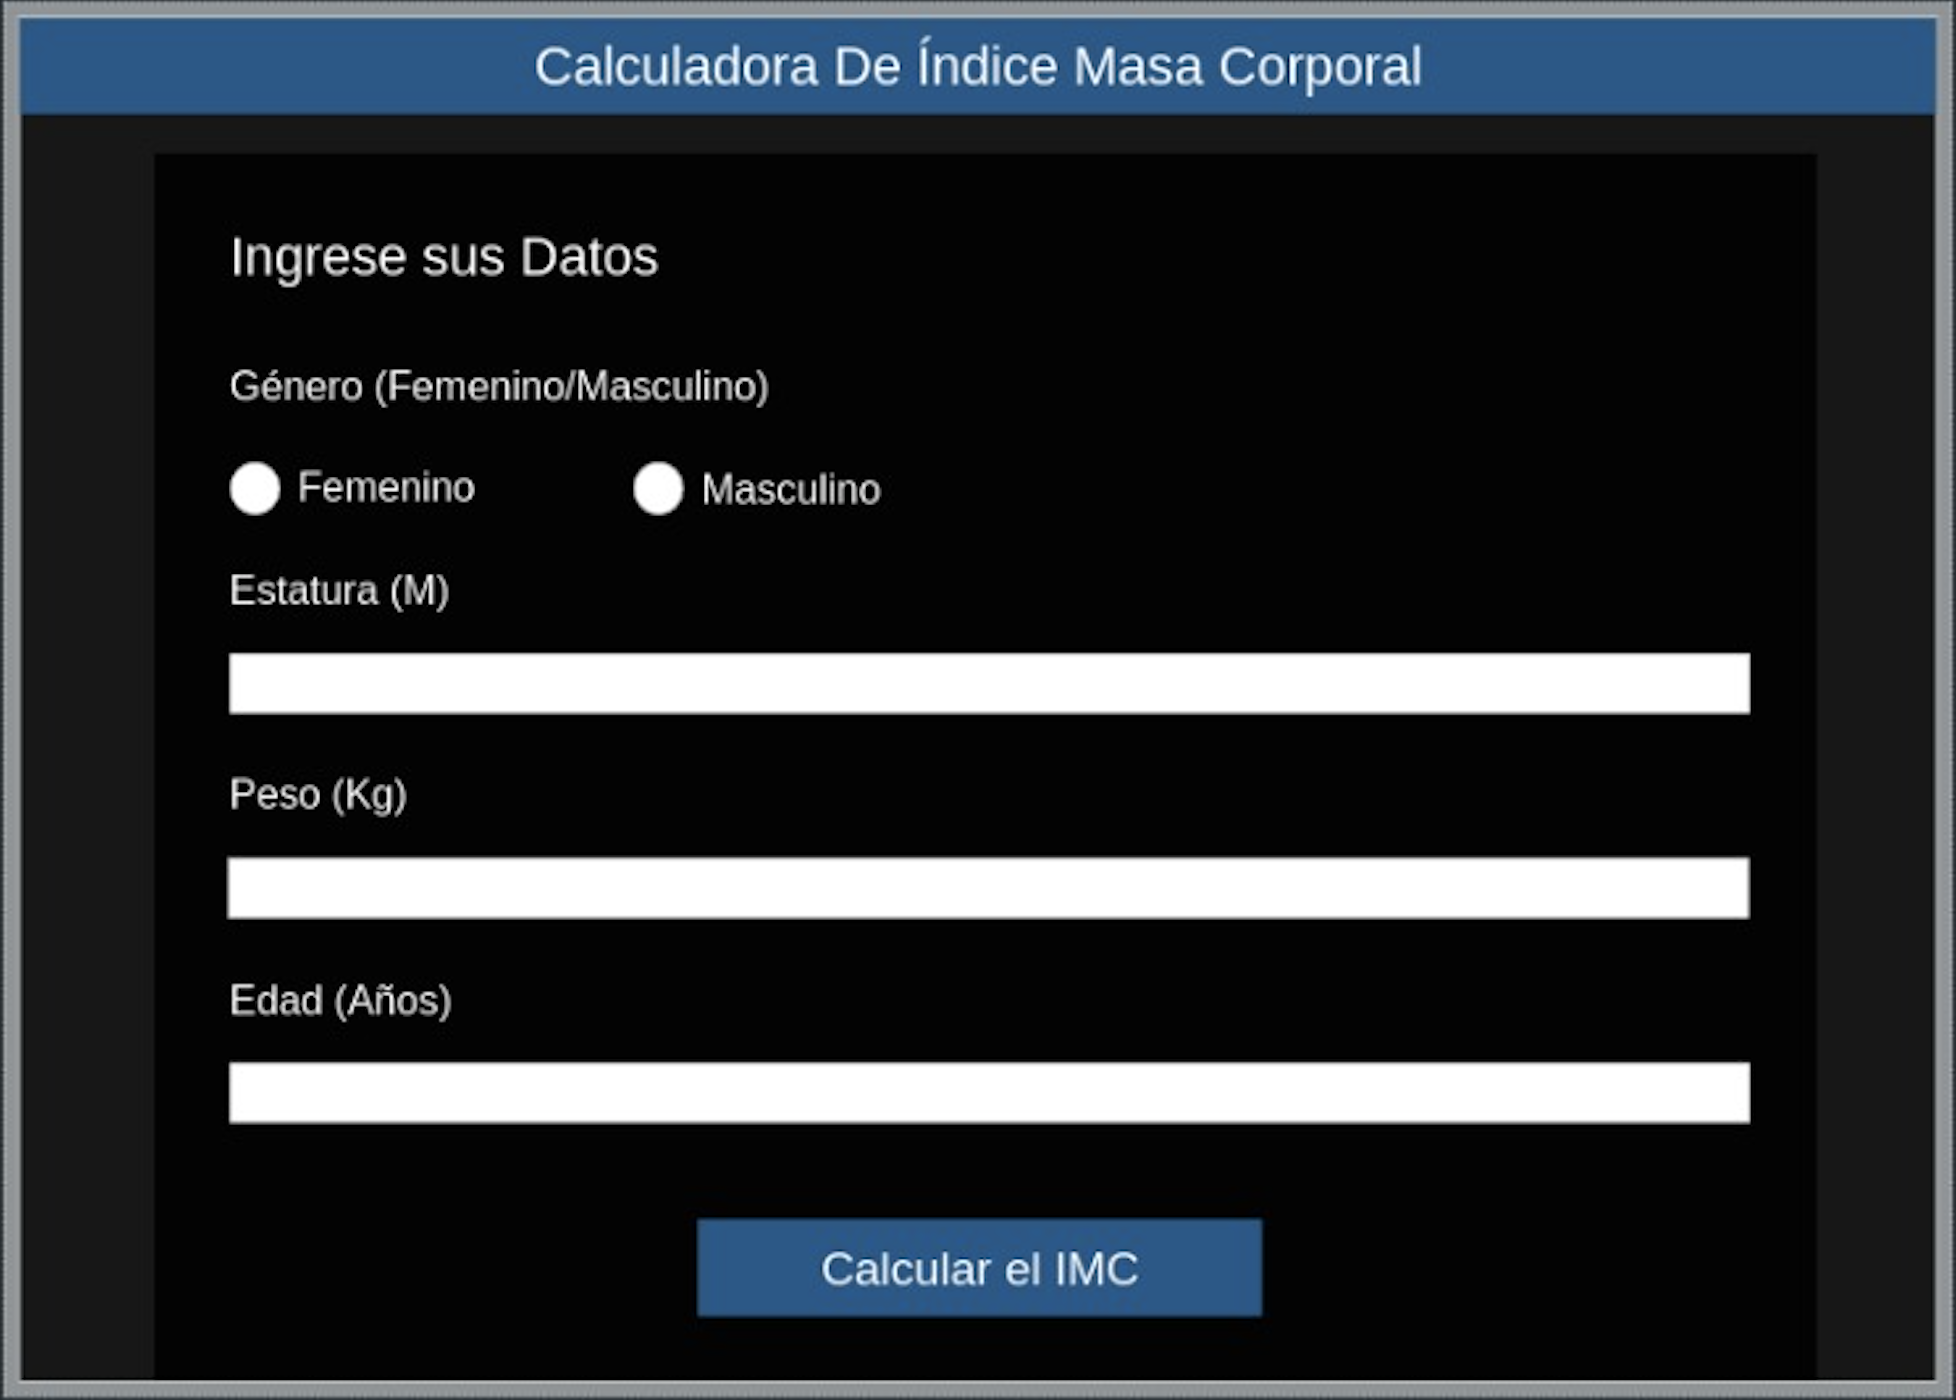 Calculadora De Índice Masa Corporal
Ingrese sus Datos
Género (Femenino/Masculino)
Femenino Masculino
Estatura (M)
Peso (Kg)
Edad (Años)
Calcular el IMC